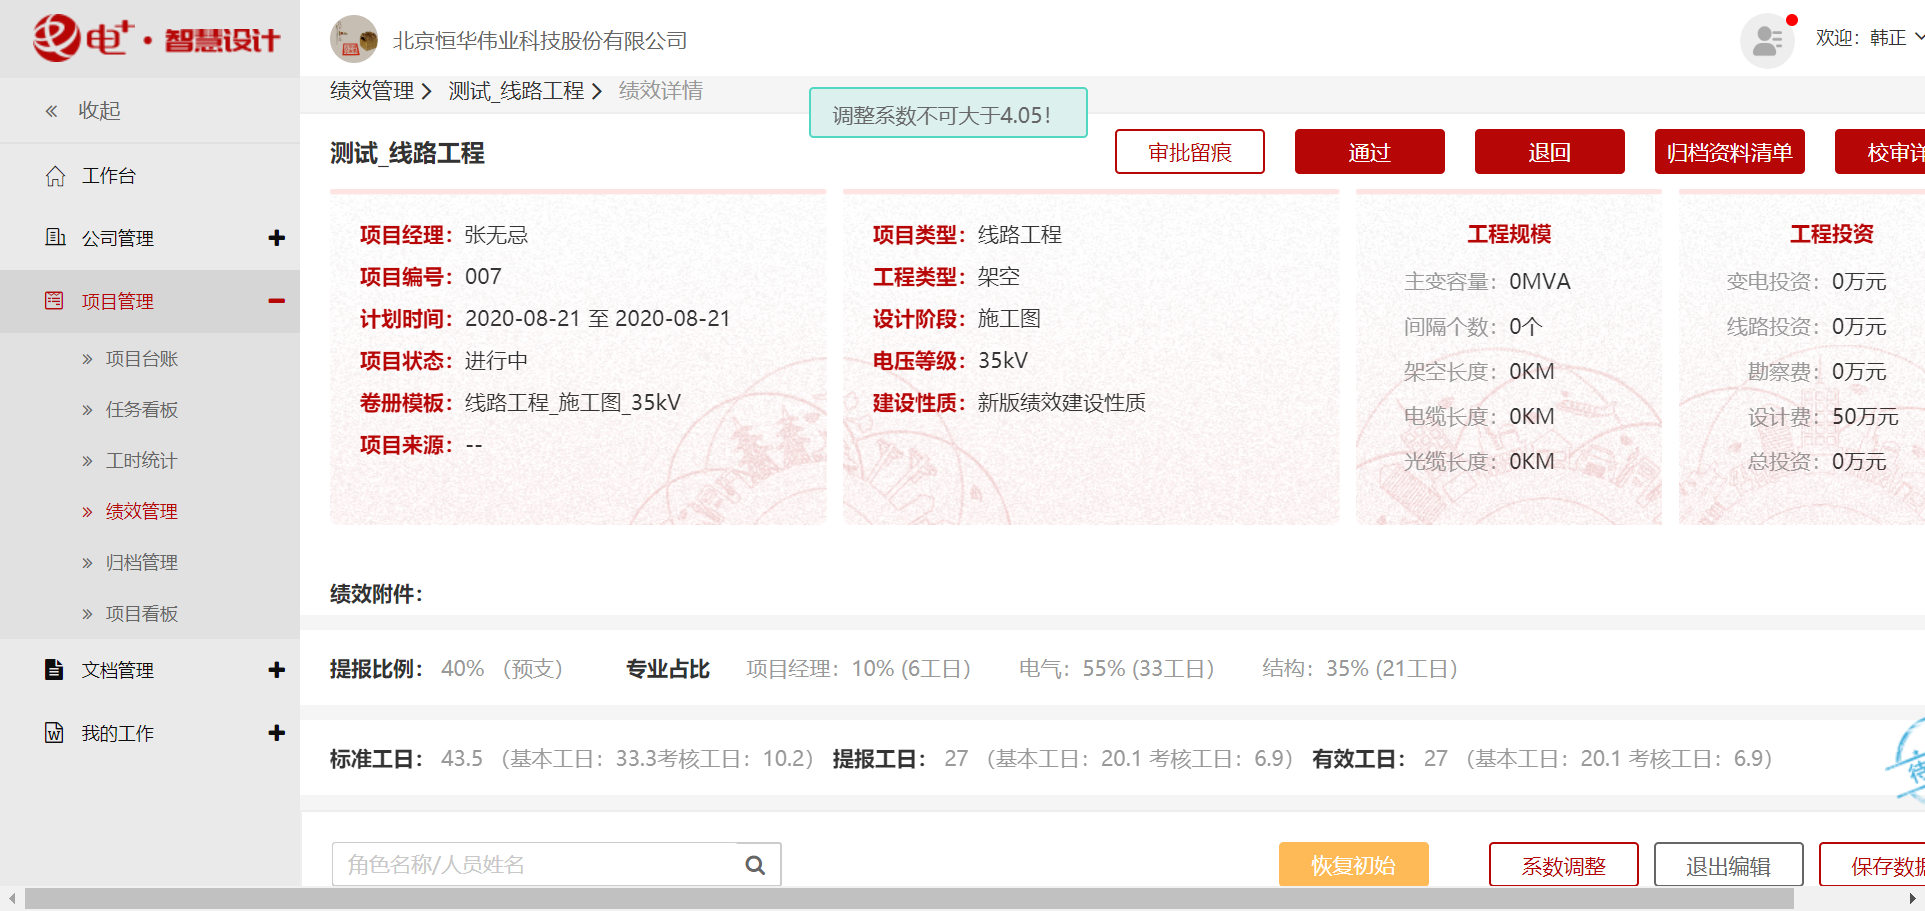 电+·智慧设计
北京恒华伟业科技股份有限公司
欢迎：韩正
« 收起
绩效管理 > 测试_线路工程 > 绩效详情
调整系数不可大于4.05！
测试_线路工程
审批留痕
通过
退回
归档资料清单
校审详
工作台
公司管理
项目管理
» 项目台账
» 任务看板
» 工时统计
» 绩效管理
» 归档管理
» 项目看板
文档管理
我的工作
项目经理：张无忌
项目编号：007
计划时间：2020-08-21 至 2020-08-21
项目状态：进行中
卷册模板：线路工程_施工图_35kV
项目来源：--
项目类型：线路工程
工程类型：架空
设计阶段：施工图
电压等级：35kV
建设性质：新版绩效建设性质
工程规模
主变容量：0MVA
间隔个数：0个
架空长度：0KM
电缆长度：0KM
光缆长度：0KM
工程投资
变电投资：0万元
线路投资：0万元
勘察费：0万元
设计费：50万元
总投资：0万元
绩效附件：
提报比例： 40% （预支） 专业占比 项目经理：10% (6工日) 电气：55% (33工日) 结构：35% (21工日)
标准工日： 43.5 （基本工日：33.3考核工日：10.2） 提报工日： 27 （基本工日：20.1 考核工日：6.9） 有效工日： 27 （基本工日：20.1 考核工日：6.9）
待
角色名称/人员姓名
恢复初始
系数调整
退出编辑
保存数据